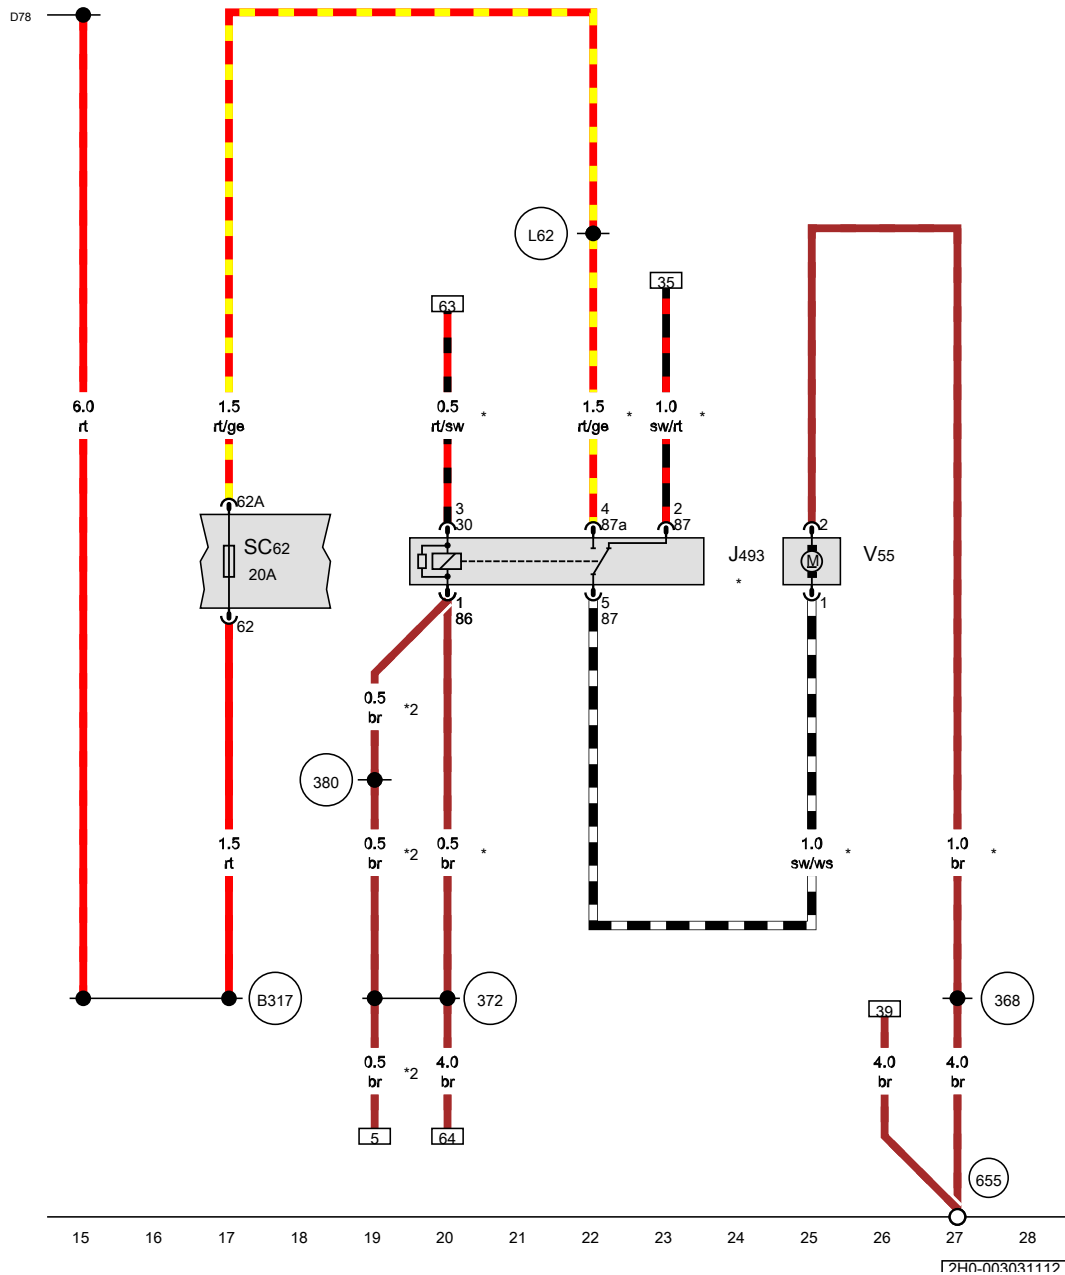 D78
L62
63
35
6.0
rt
1.5
rt/ge
0.5
rt/sw
*
1.5
rt/ge
*
1.0
sw/rt
*
62A
3
30
4
87a
2
87
2
SC62
20A
J493
*
M
V55
62
1
86
5
87
1
0.5
br
*2
380
1.5
rt
0.5
br
*2
0.5
br
*
1.0
sw/ws
*
1.0
br
*
B317
372
39
368
0.5
br
*2
4.0
br
4.0
br
4.0
br
5
64
655
15 16 17 18 19 20 21 22 23 24 25 26 27 28
2H0-003031112